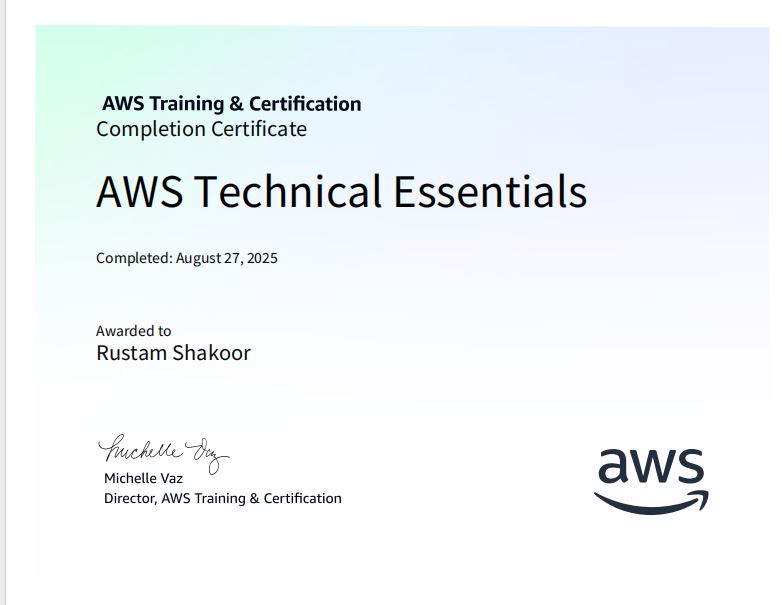 AWS Training & Certification
Completion Certificate
AWS Technical Essentials
Completed: August 27, 2025
Awarded to
Rustam Shakoor
Michelle Vaz
Michelle Vaz
Director, AWS Training & Certification
aws